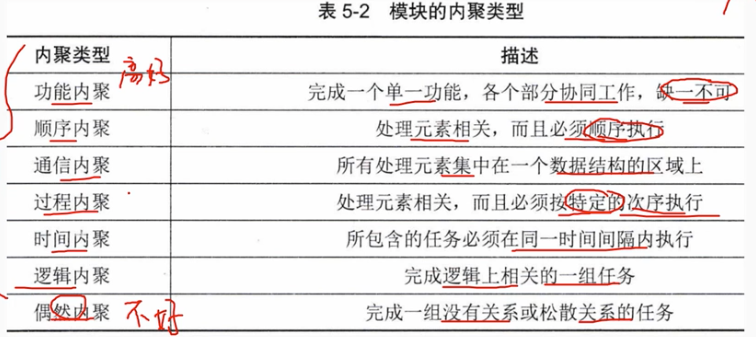 表 5-2 模块的内聚类型
内聚类型 描述
高好
功能内聚 完成一个单一功能，各个部分协同工作，缺一不可
顺序内聚 处理元素相关，而且必须顺序执行
通信内聚 所有处理元素集中在一个数据结构的区域上
过程内聚 处理元素相关，而且必须按特定的次序执行
时间内聚 所包含的任务必须在同一时间间隔内执行
逻辑内聚 完成逻辑上相关的一组任务
偶然内聚 完成一组没有关系或松散关系的任务
不好